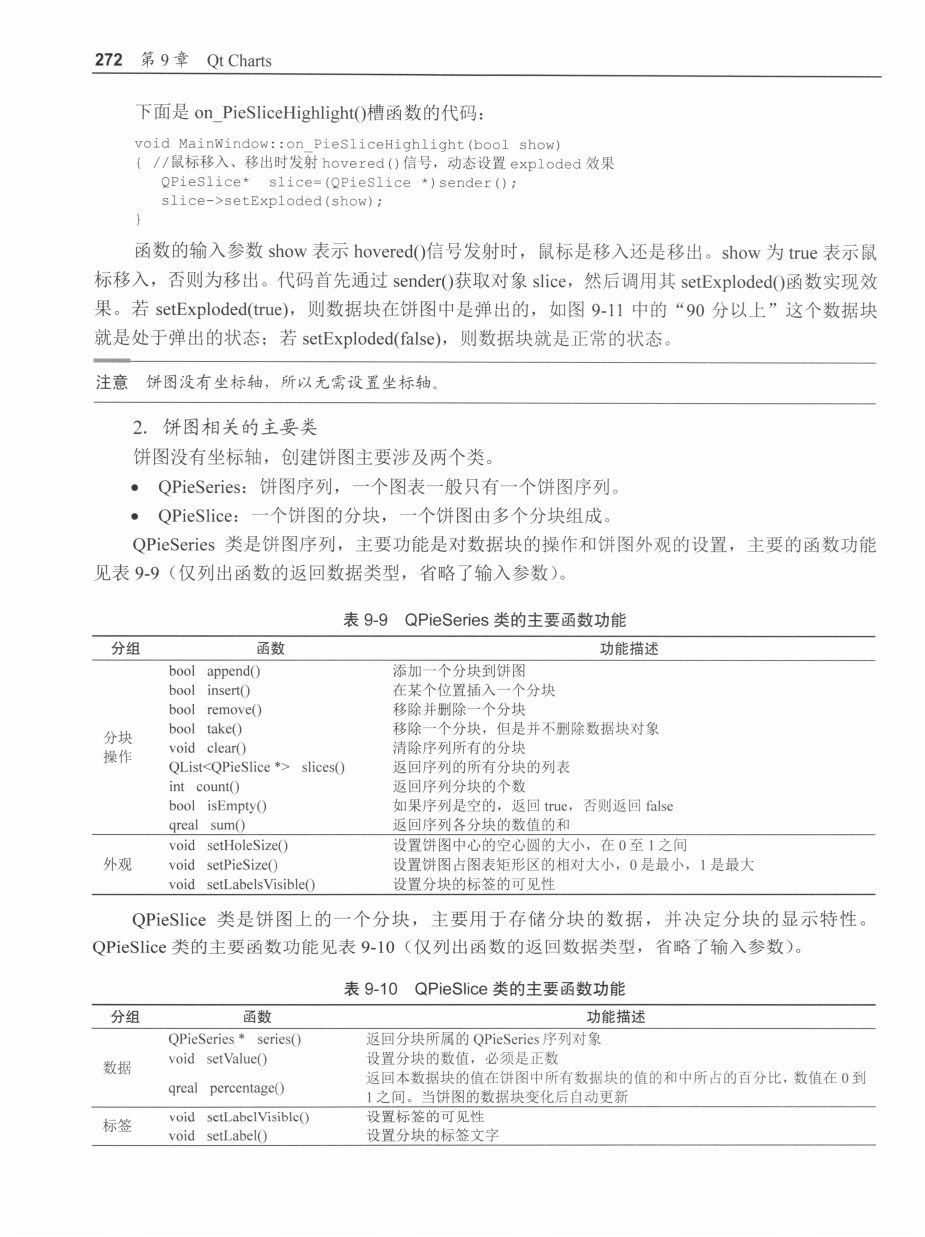 272 第 9 章 Qt Charts
下面是 on_PieSliceHighlight()槽函数的代码：
void MainWindow::on_PieSliceHighlight(bool show)
{ //鼠标移入、移出时发射 hovered()信号，动态设置 exploded 效果
QPieSlice* slice=(QPieSlice *)sender();
slice->setExploded(show);
}
函数的输入参数 show 表示 hovered()信号发射时，鼠标是移入还是移出。show 为 true 表示鼠
标移入，否则为移出。代码首先通过 sender()获取对象 slice，然后调用其 setExploded()函数实现效
果。若 setExploded(true)，则数据块在饼图中是弹出的，如图 9-11 中的“90 分以上”这个数据块
就是处于弹出的状态；若 setExploded(false)，则数据块就是正常的状态。
注意 饼图没有坐标轴，所以无需设置坐标轴。
2．饼图相关的主要类
饼图没有坐标轴，创建饼图主要涉及两个类。
● QPieSeries：饼图序列，一个图表一般只有一个饼图序列。
● QPieSlice：一个饼图的分块，一个饼图由多个分块组成。
QPieSeries 类是饼图序列，主要功能是对数据块的操作和饼图外观的设置，主要的函数功能
见表 9-9（仅列出函数的返回数据类型，省略了输入参数）。
表 9-9 QPieSeries 类的主要函数功能
分组 函数 功能描述
bool append() 添加一个分块到饼图
bool insert() 在某个位置插入一个分块
bool remove() 移除并删除一个分块
bool take() 移除一个分块，但是并不删除数据块对象
分块
void clear() 清除序列所有的分块
操作
QList<QPieSlice *> slices() 返回序列的所有分块的列表
int count() 返回序列分块的个数
bool isEmpty() 如果序列是空的，返回 true，否则返回 false
qreal sum() 返回序列各分块的数值的和
void setHoleSize() 设置饼图中心的空心圆的大小，在 0 至 1 之间
外观 void setPieSize() 设置饼图占图表矩形区的相对大小，0 是最小，1 是最大
void setLabelsVisible() 设置分块的标签的可见性
QPieSlice 类是饼图上的一个分块，主要用于存储分块的数据，并决定分块的显示特性。
QPieSlice 类的主要函数功能见表 9-10（仅列出函数的返回数据类型，省略了输入参数）。
表 9-10 QPieSlice 类的主要函数功能
分组 函数 功能描述
QPieSeries * series() 返回分块所属的 QPieSeries 序列对象
void setValue() 设置分块的数值，必须是正数
数据
qreal percentage() 返回本数据块的值在饼图中所有数据块的值的和中所占的百分比，数值在 0 到
1 之间。当饼图的数据块变化后自动更新
void setLabelVisible() 设置标签的可见性
标签
void setLabel() 设置分块的标签文字